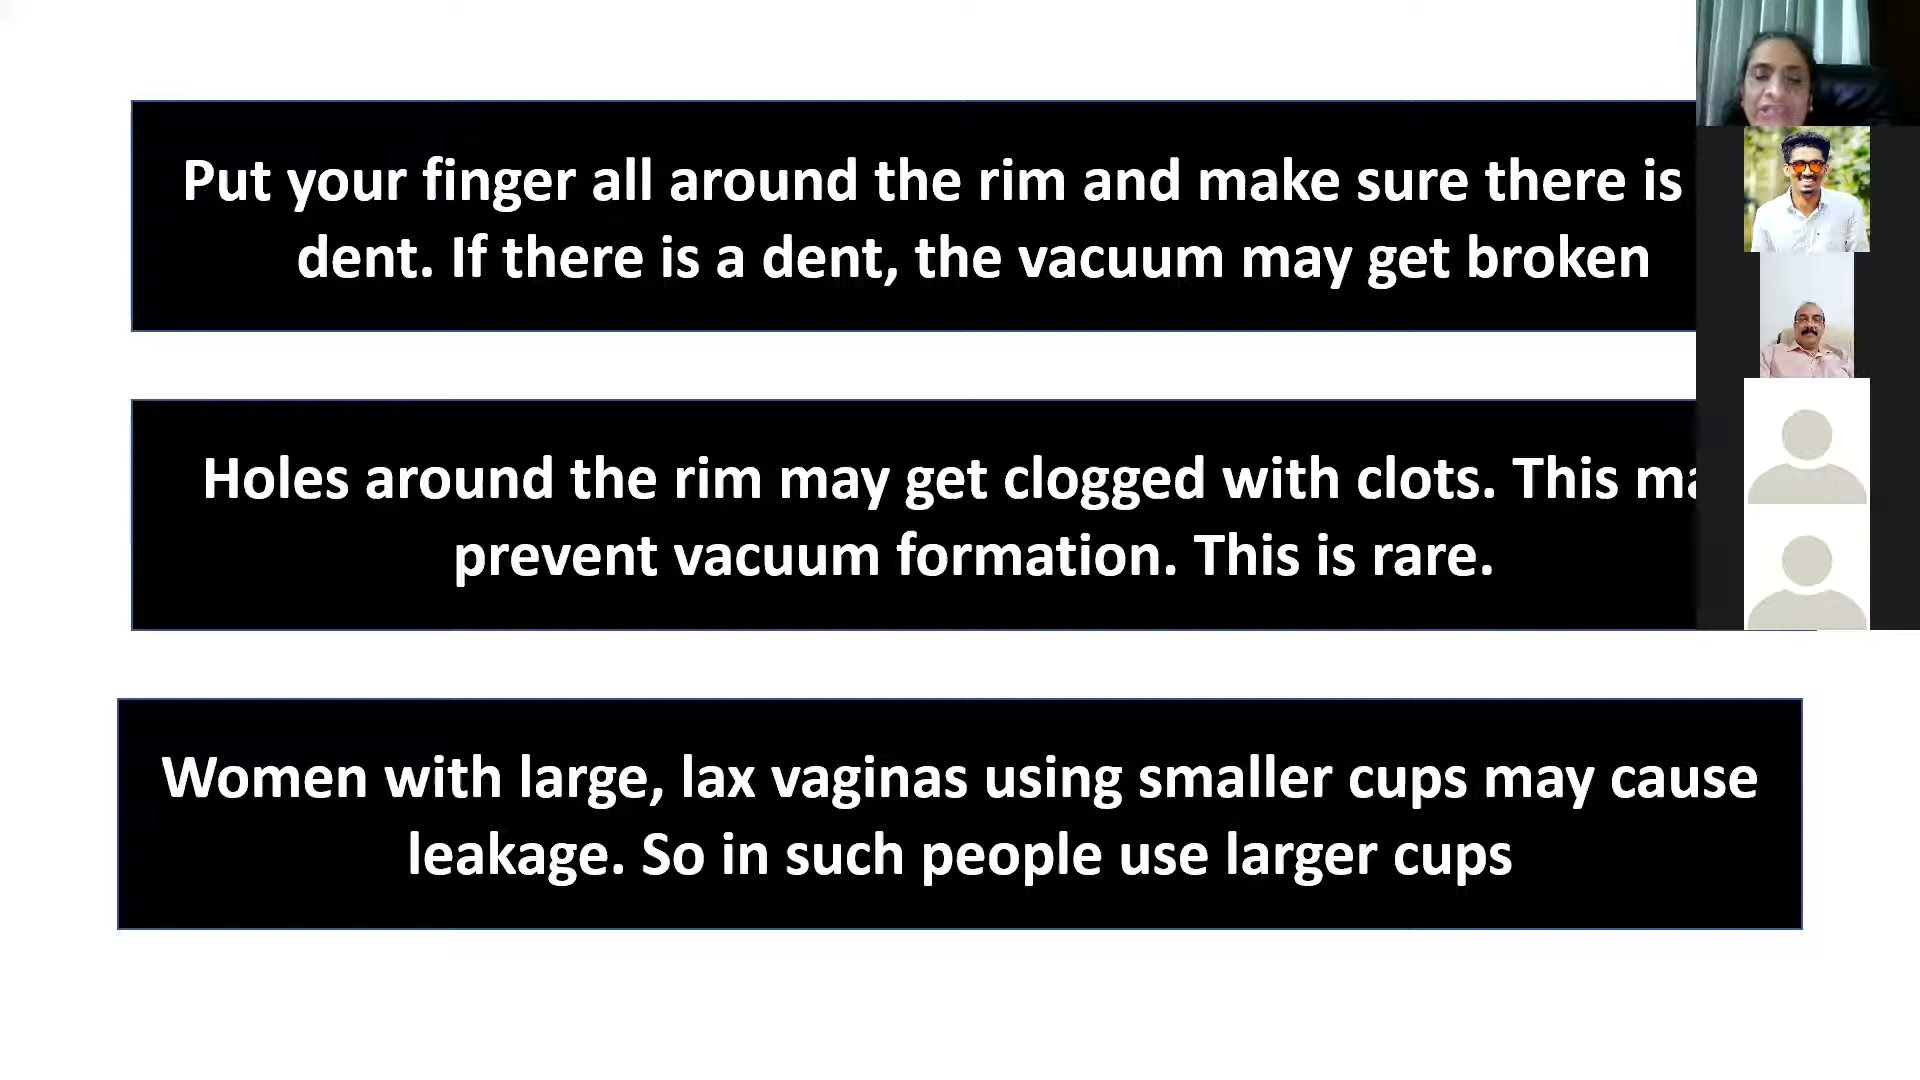 Put your finger all around the rim and make sure there is
dent. If there is a dent, the vacuum may get broken
Holes around the rim may get clogged with clots. This
prevent vacuum formation. This is rare.
Women with large, lax vaginas using smaller cups may cause
leakage. So in such people use larger cups